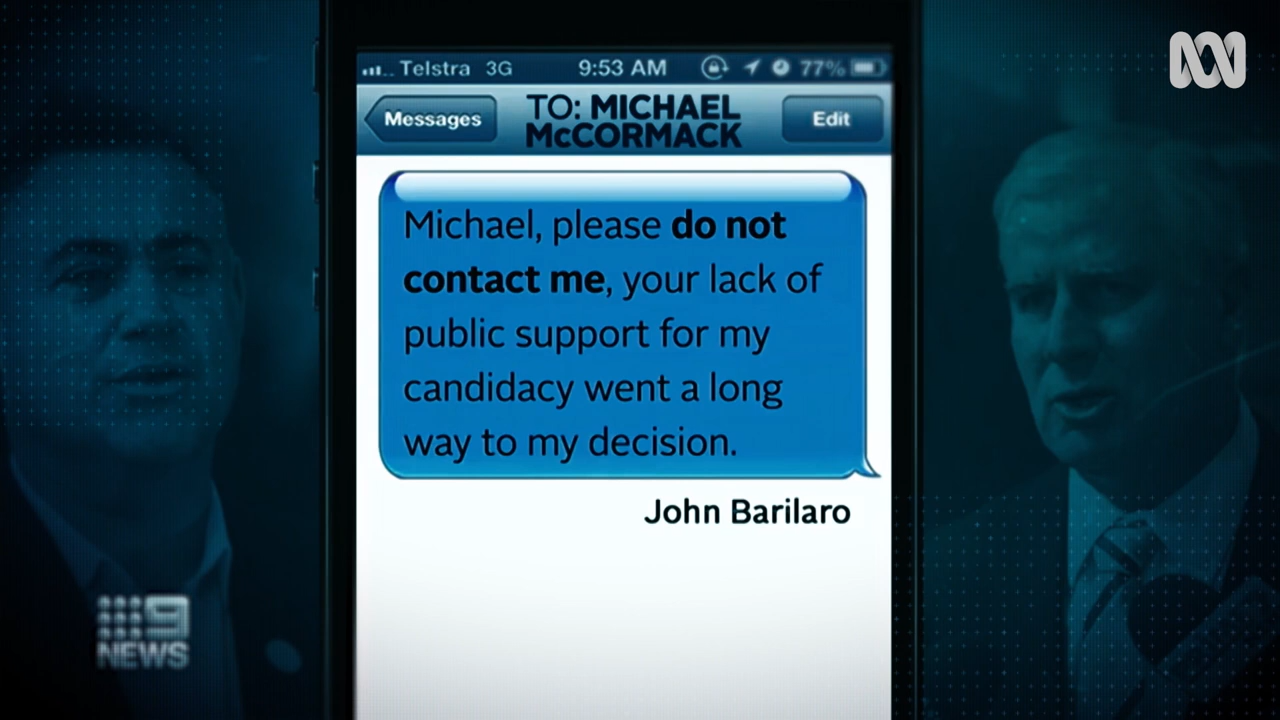 Telstra 3G 9:53 AM 77%
Messages
TO: MICHAEL
McCORMACK
Edit
Michael, please do not
contact me, your lack of
public support for my
candidacy went a long
way to my decision.
John Barilaro
9
NEWS